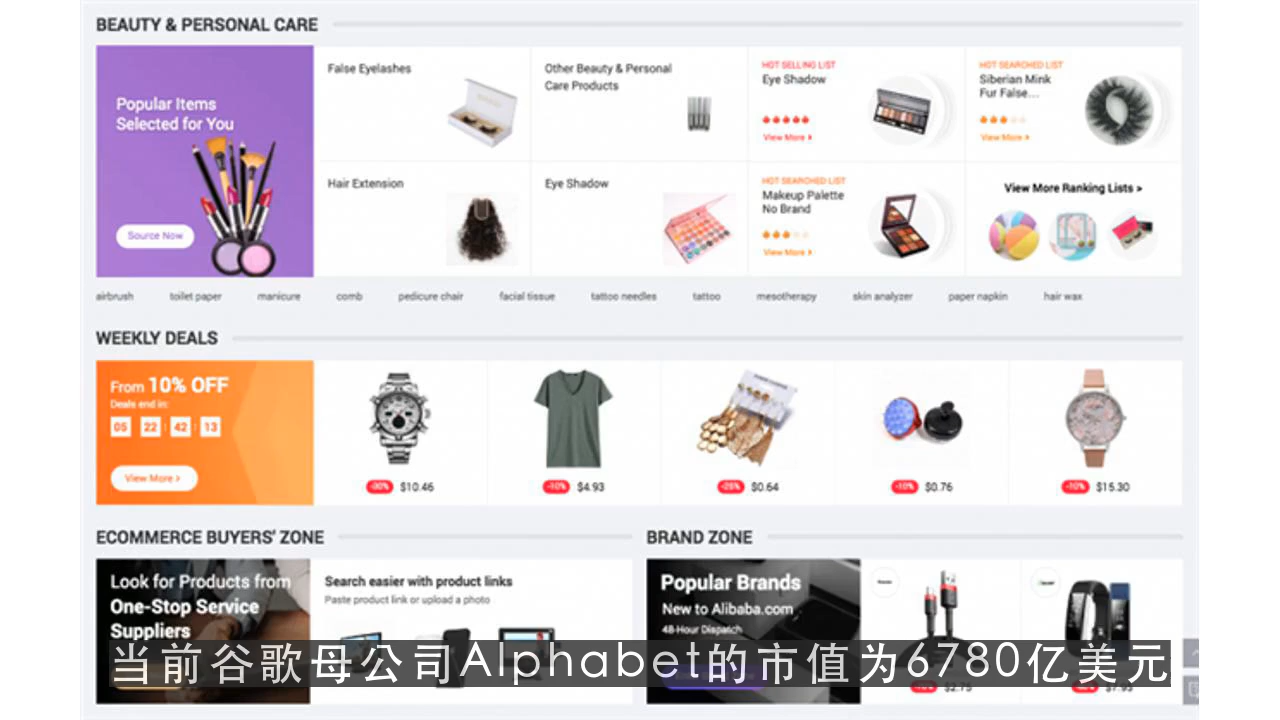 BEAUTY & PERSONAL CARE
Popular Items
Selected for You
Source Now
False Eyelashes
Other Beauty & Personal
Care Products
HOT SELLING LIST
Eye Shadow
View More
HOT SEARCHED LIST
Siberian Mink
Fur False...
View More
Hair Extension
Eye Shadow
HOT SEARCHED LIST
Makeup Palette
No Brand
View More
View More Ranking Lists >
airbrush toilet paper manicure comb pedicure chair facial tissue tattoo needles tattoo mesotherapy skin analyzer paper napkin hair wax
WEEKLY DEALS
From 10% OFF
Deals end in:
05 : 22 : 42 : 13
View More >
$10.46
-10% $4.93
$0.64
-10% $0.76
-10% $15.30
ECOMMERCE BUYERS' ZONE
Look for Products from
One-Stop Service
Suppliers
Search easier with product links
Paste product link or upload a photo
BRAND ZONE
Popular Brands
New to Alibaba.com
48-Hour Dispatch
$2.75
$7.93
当前谷歌母公司Alphabet的市值为6780亿美元